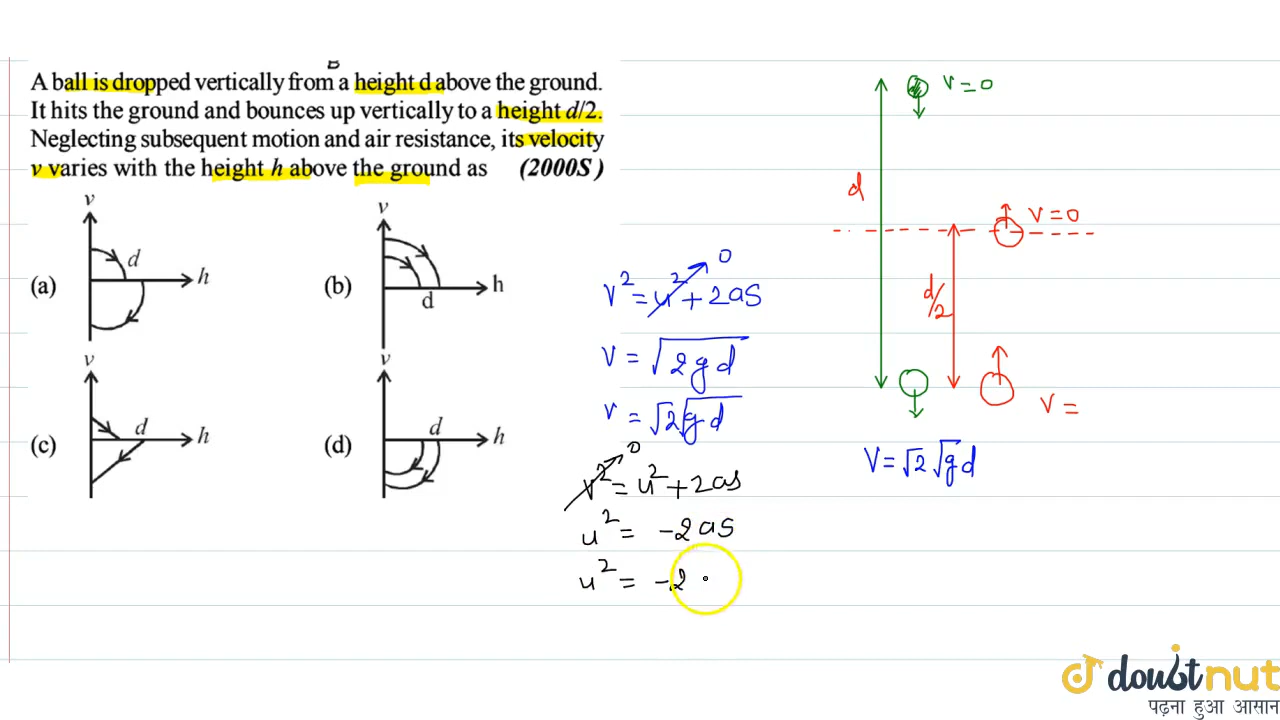 g
A ball is dropped vertically from a height d above the ground.
It hits the ground and bounces up vertically to a height d/2.
Neglecting subsequent motion and air resistance, its velocity
v varies with the height h above the ground as (2000S)
(a) v d h
(b) v d h
(c) v d h
(d) v d h
v² = u² + 2as 0
v = √2gd
v = √2√gd
v² = u² + 2as 0
u² = -2as
u² = -2
v = 0
d
v = 0
d/2
v =
v = √2 √gd
doubtnut
पढ़ना हुआ आसान